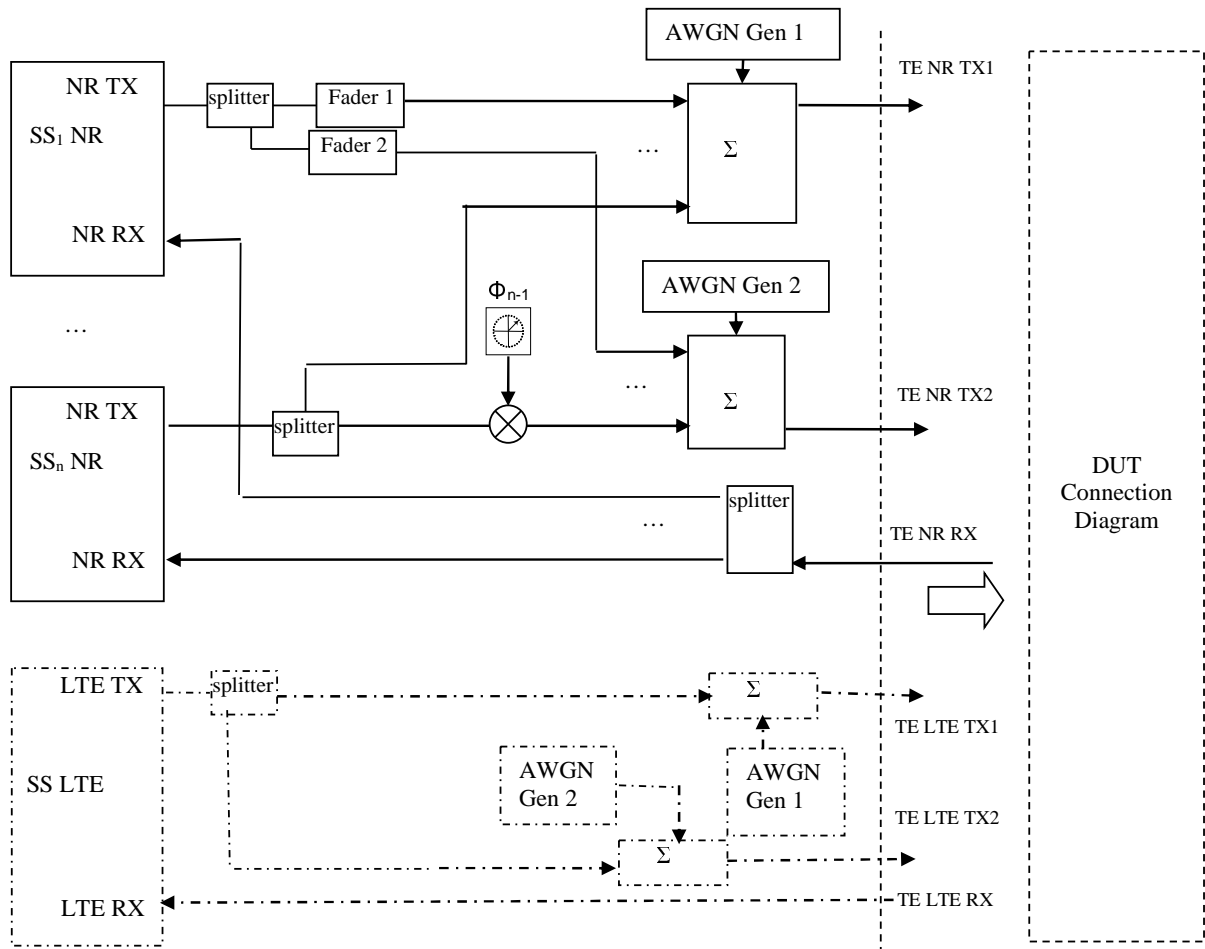 AWGN Gen 1
NR TX
splitter
Fader 1
TE NR TX1
SS₁ NR
Fader 2
…
Σ
NR RX
AWGN Gen 2
Φn-1
…
…
Σ
NR TX
splitter
TE NR TX2
SSn NR
DUT
Connection
Diagram
splitter
…
TE NR RX
NR RX
LTE TX
splitter
Σ
TE LTE TX1
SS LTE
AWGN
Gen 2
AWGN
Gen 1
TE LTE TX2
Σ
LTE RX
TE LTE RX